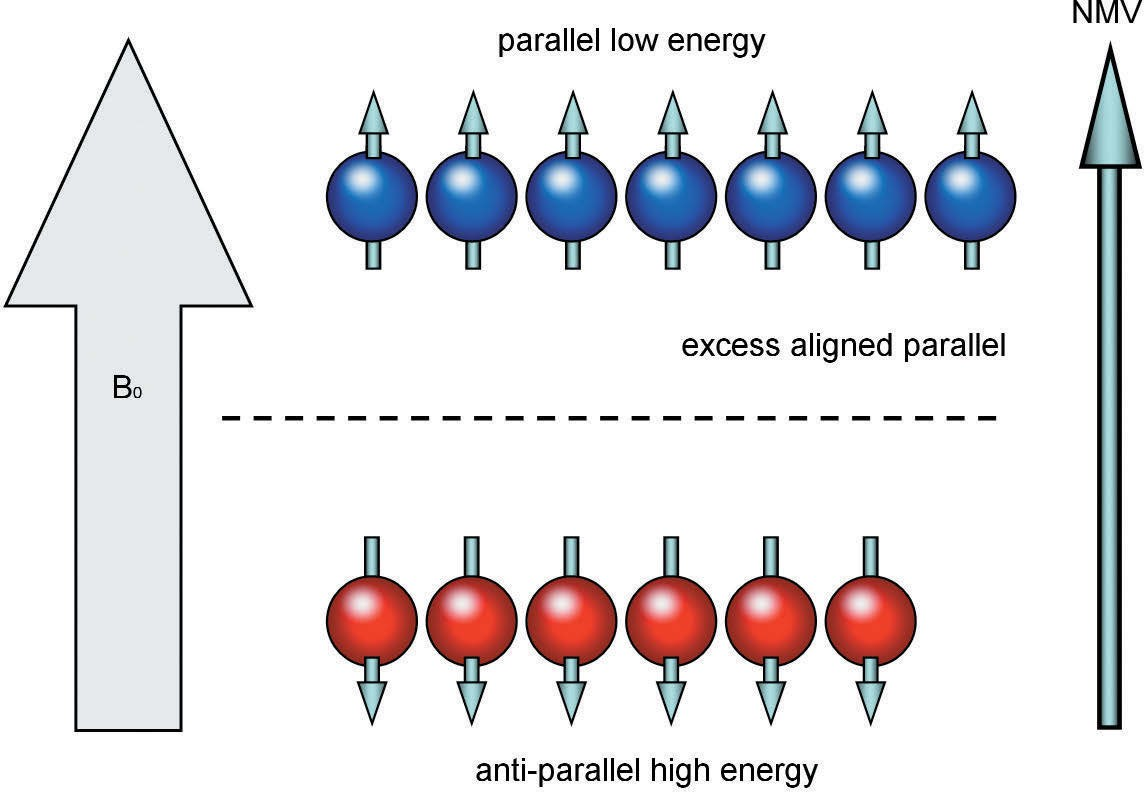 NMV
parallel low energy
excess aligned parallel
B₀
anti-parallel high energy